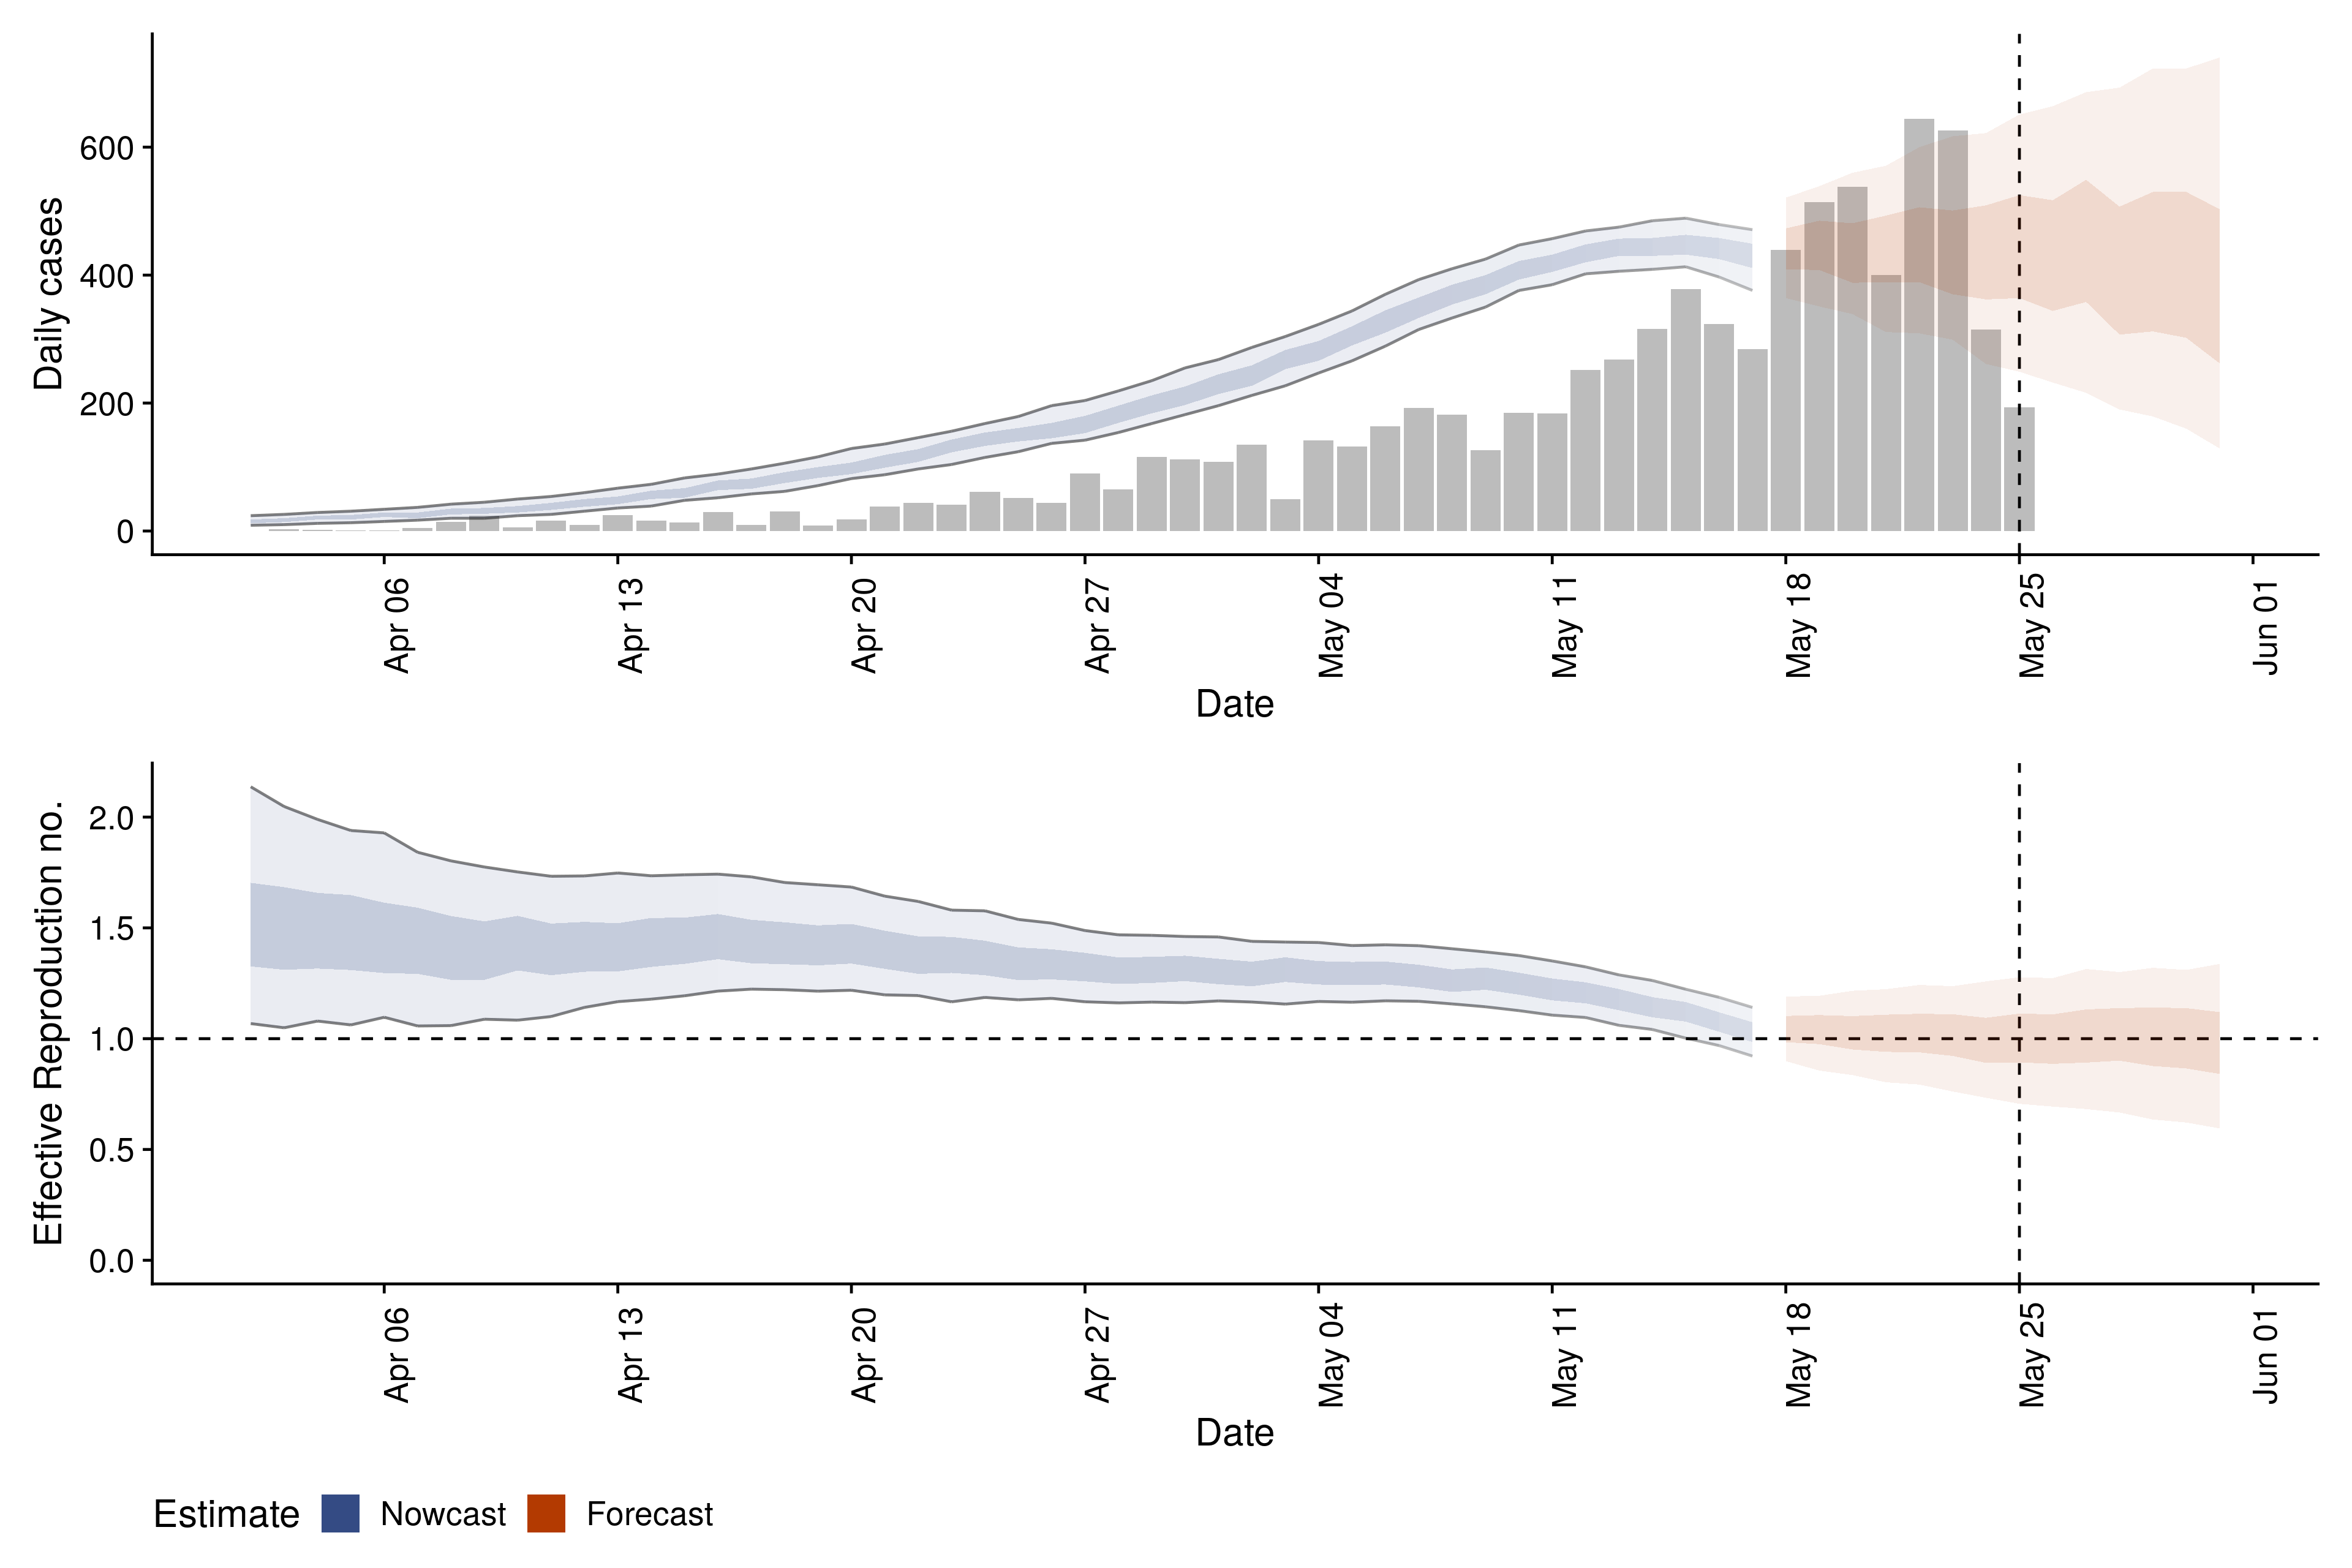 Daily cases
600
400
200
0
Apr 06
Apr 13
Apr 20
Apr 27
May 04
May 11
May 18
May 25
Jun 01
Date
Effective Reproduction no.
2.0
1.5
1.0
0.5
0.0
Apr 06
Apr 13
Apr 20
Apr 27
May 04
May 11
May 18
May 25
Jun 01
Date
Estimate Nowcast Forecast